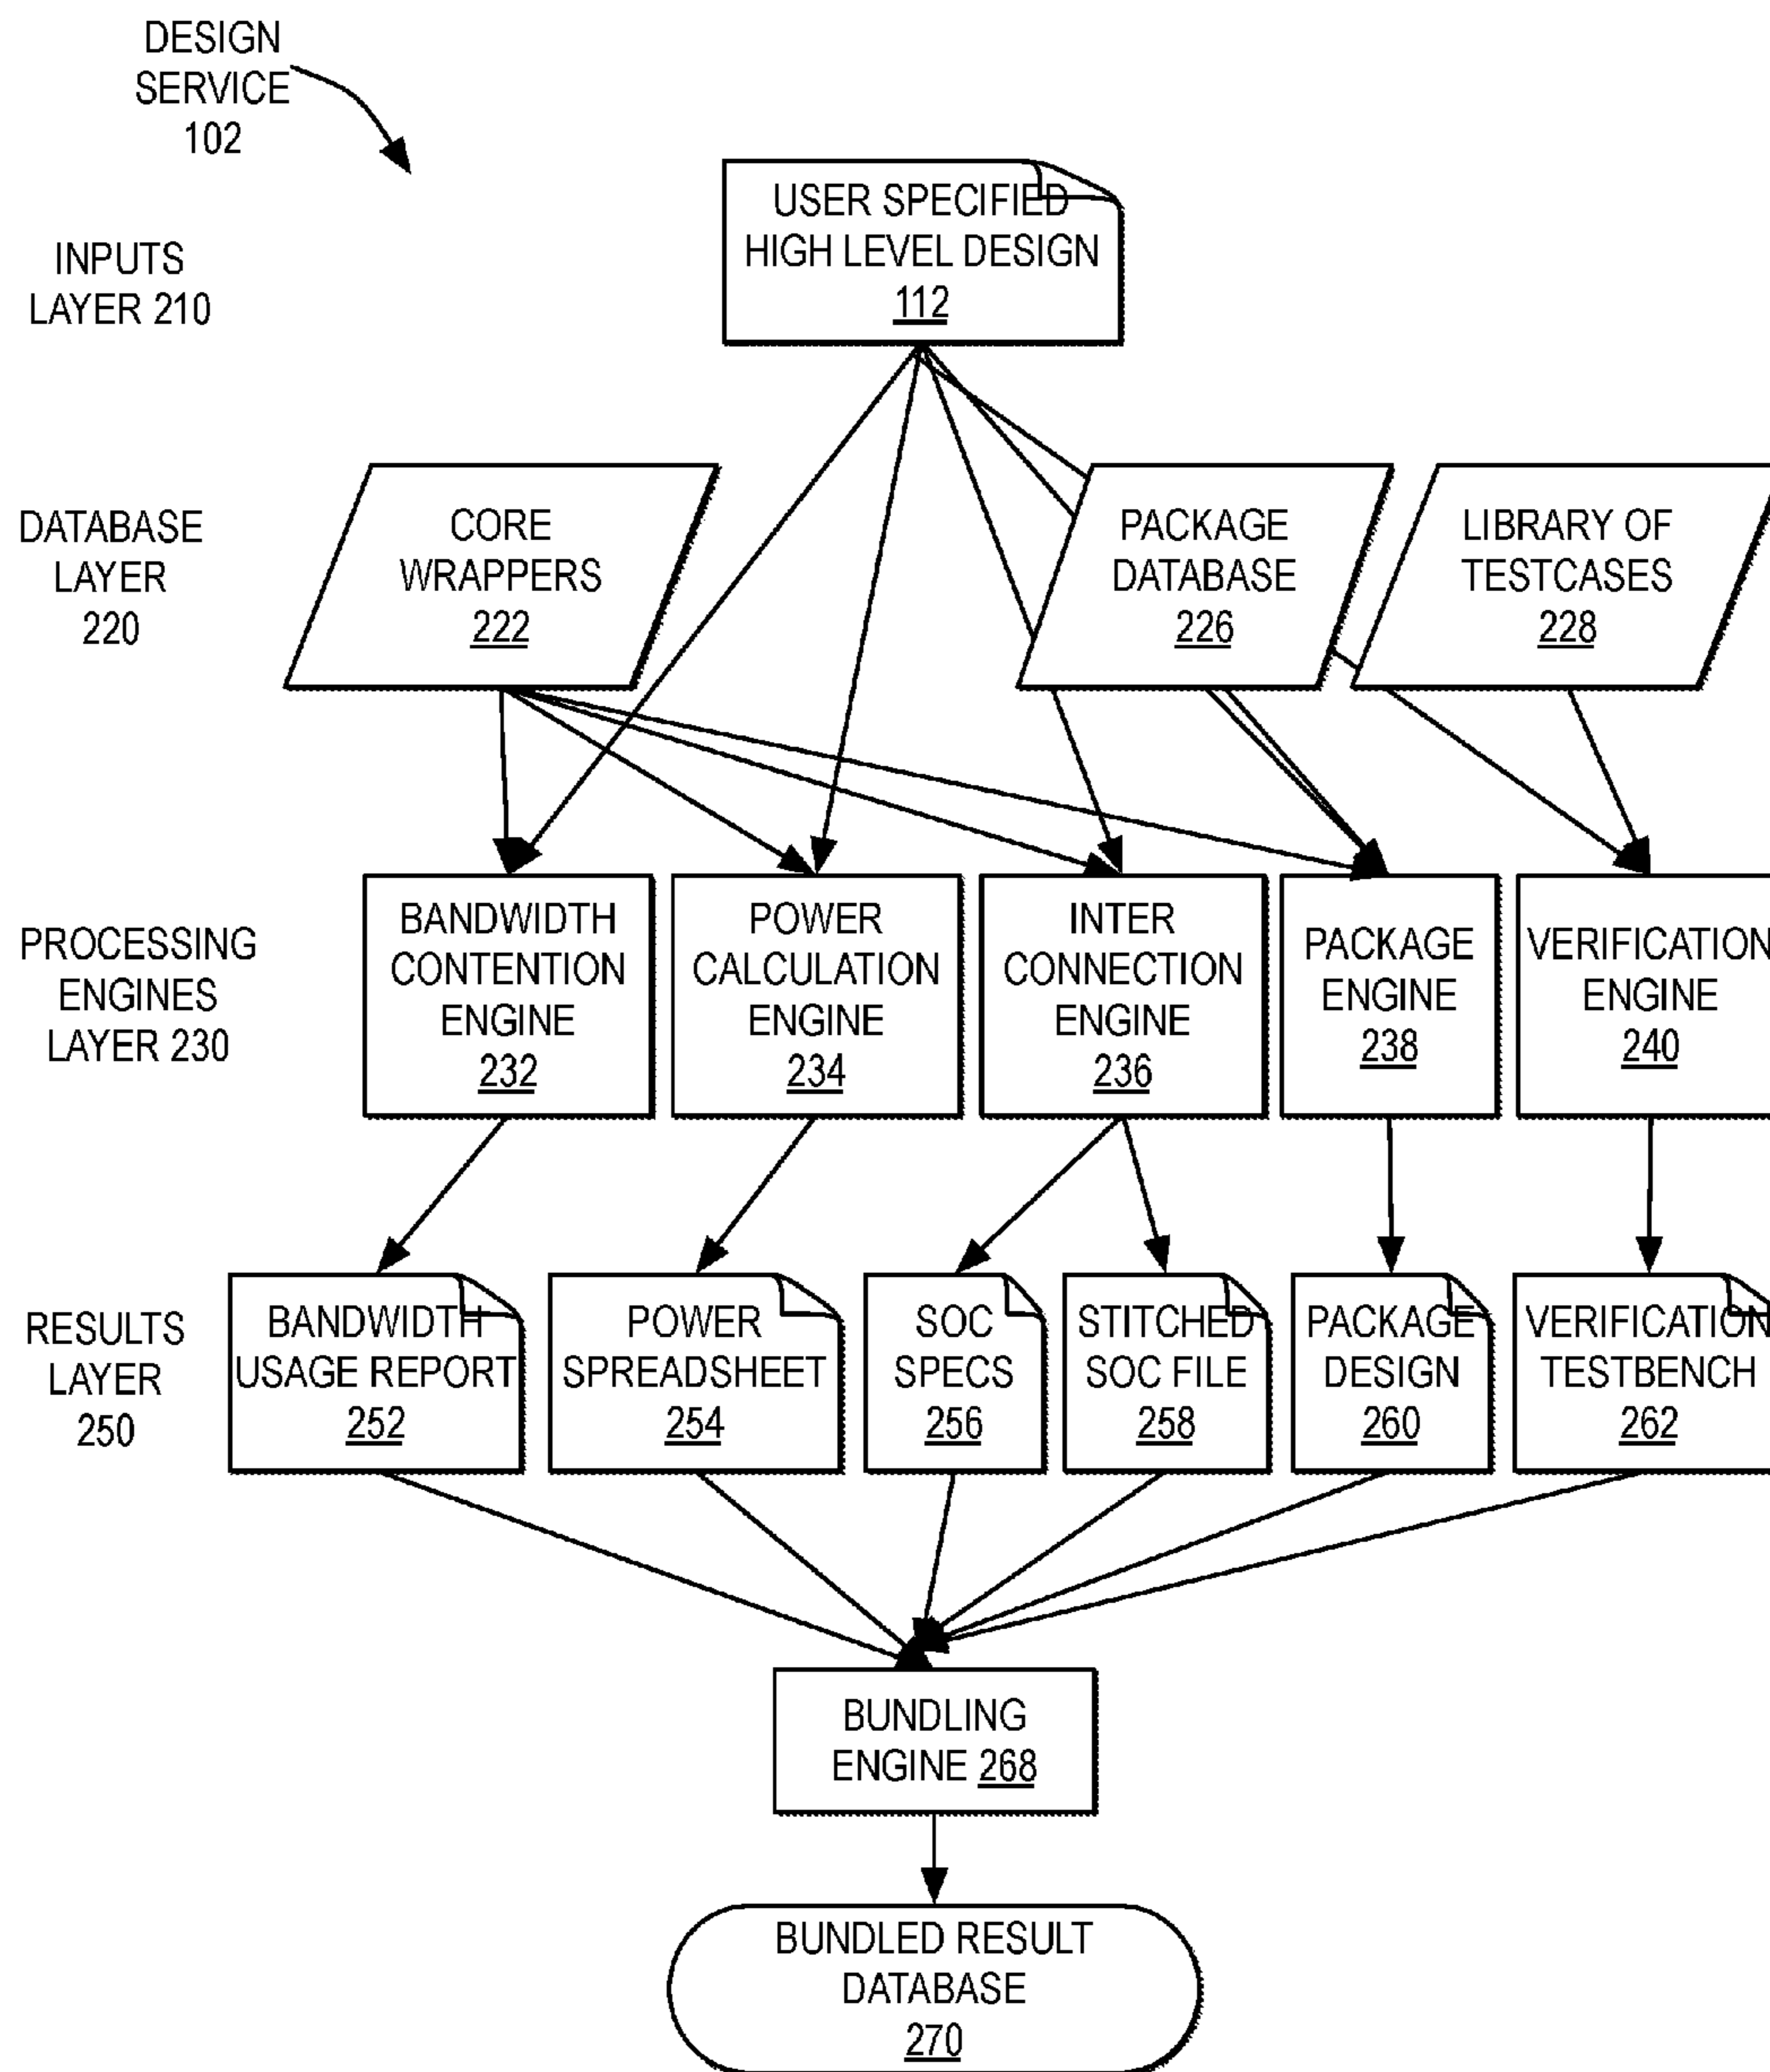 DESIGN
SERVICE
102
USER SPECIFIED
HIGH LEVEL DESIGN
112
INPUTS
LAYER 210
DATABASE
LAYER
220
CORE
WRAPPERS
222
PACKAGE
DATABASE
226
LIBRARY OF
TESTCASES
228
PROCESSING
ENGINES
LAYER 230
BANDWIDTH
CONTENTION
ENGINE
232
POWER
CALCULATION
ENGINE
234
INTER
CONNECTION
ENGINE
236
PACKAGE
ENGINE
238
VERIFICATION
ENGINE
240
RESULTS
LAYER
250
BANDWIDTH
USAGE REPORT
252
POWER
SPREADSHEET
254
SOC
SPECS
256
STITCHED
SOC FILE
258
PACKAGE
DESIGN
260
VERIFICATION
TESTBENCH
262
BUNDLING
ENGINE 268
BUNDLED RESULT
DATABASE
270